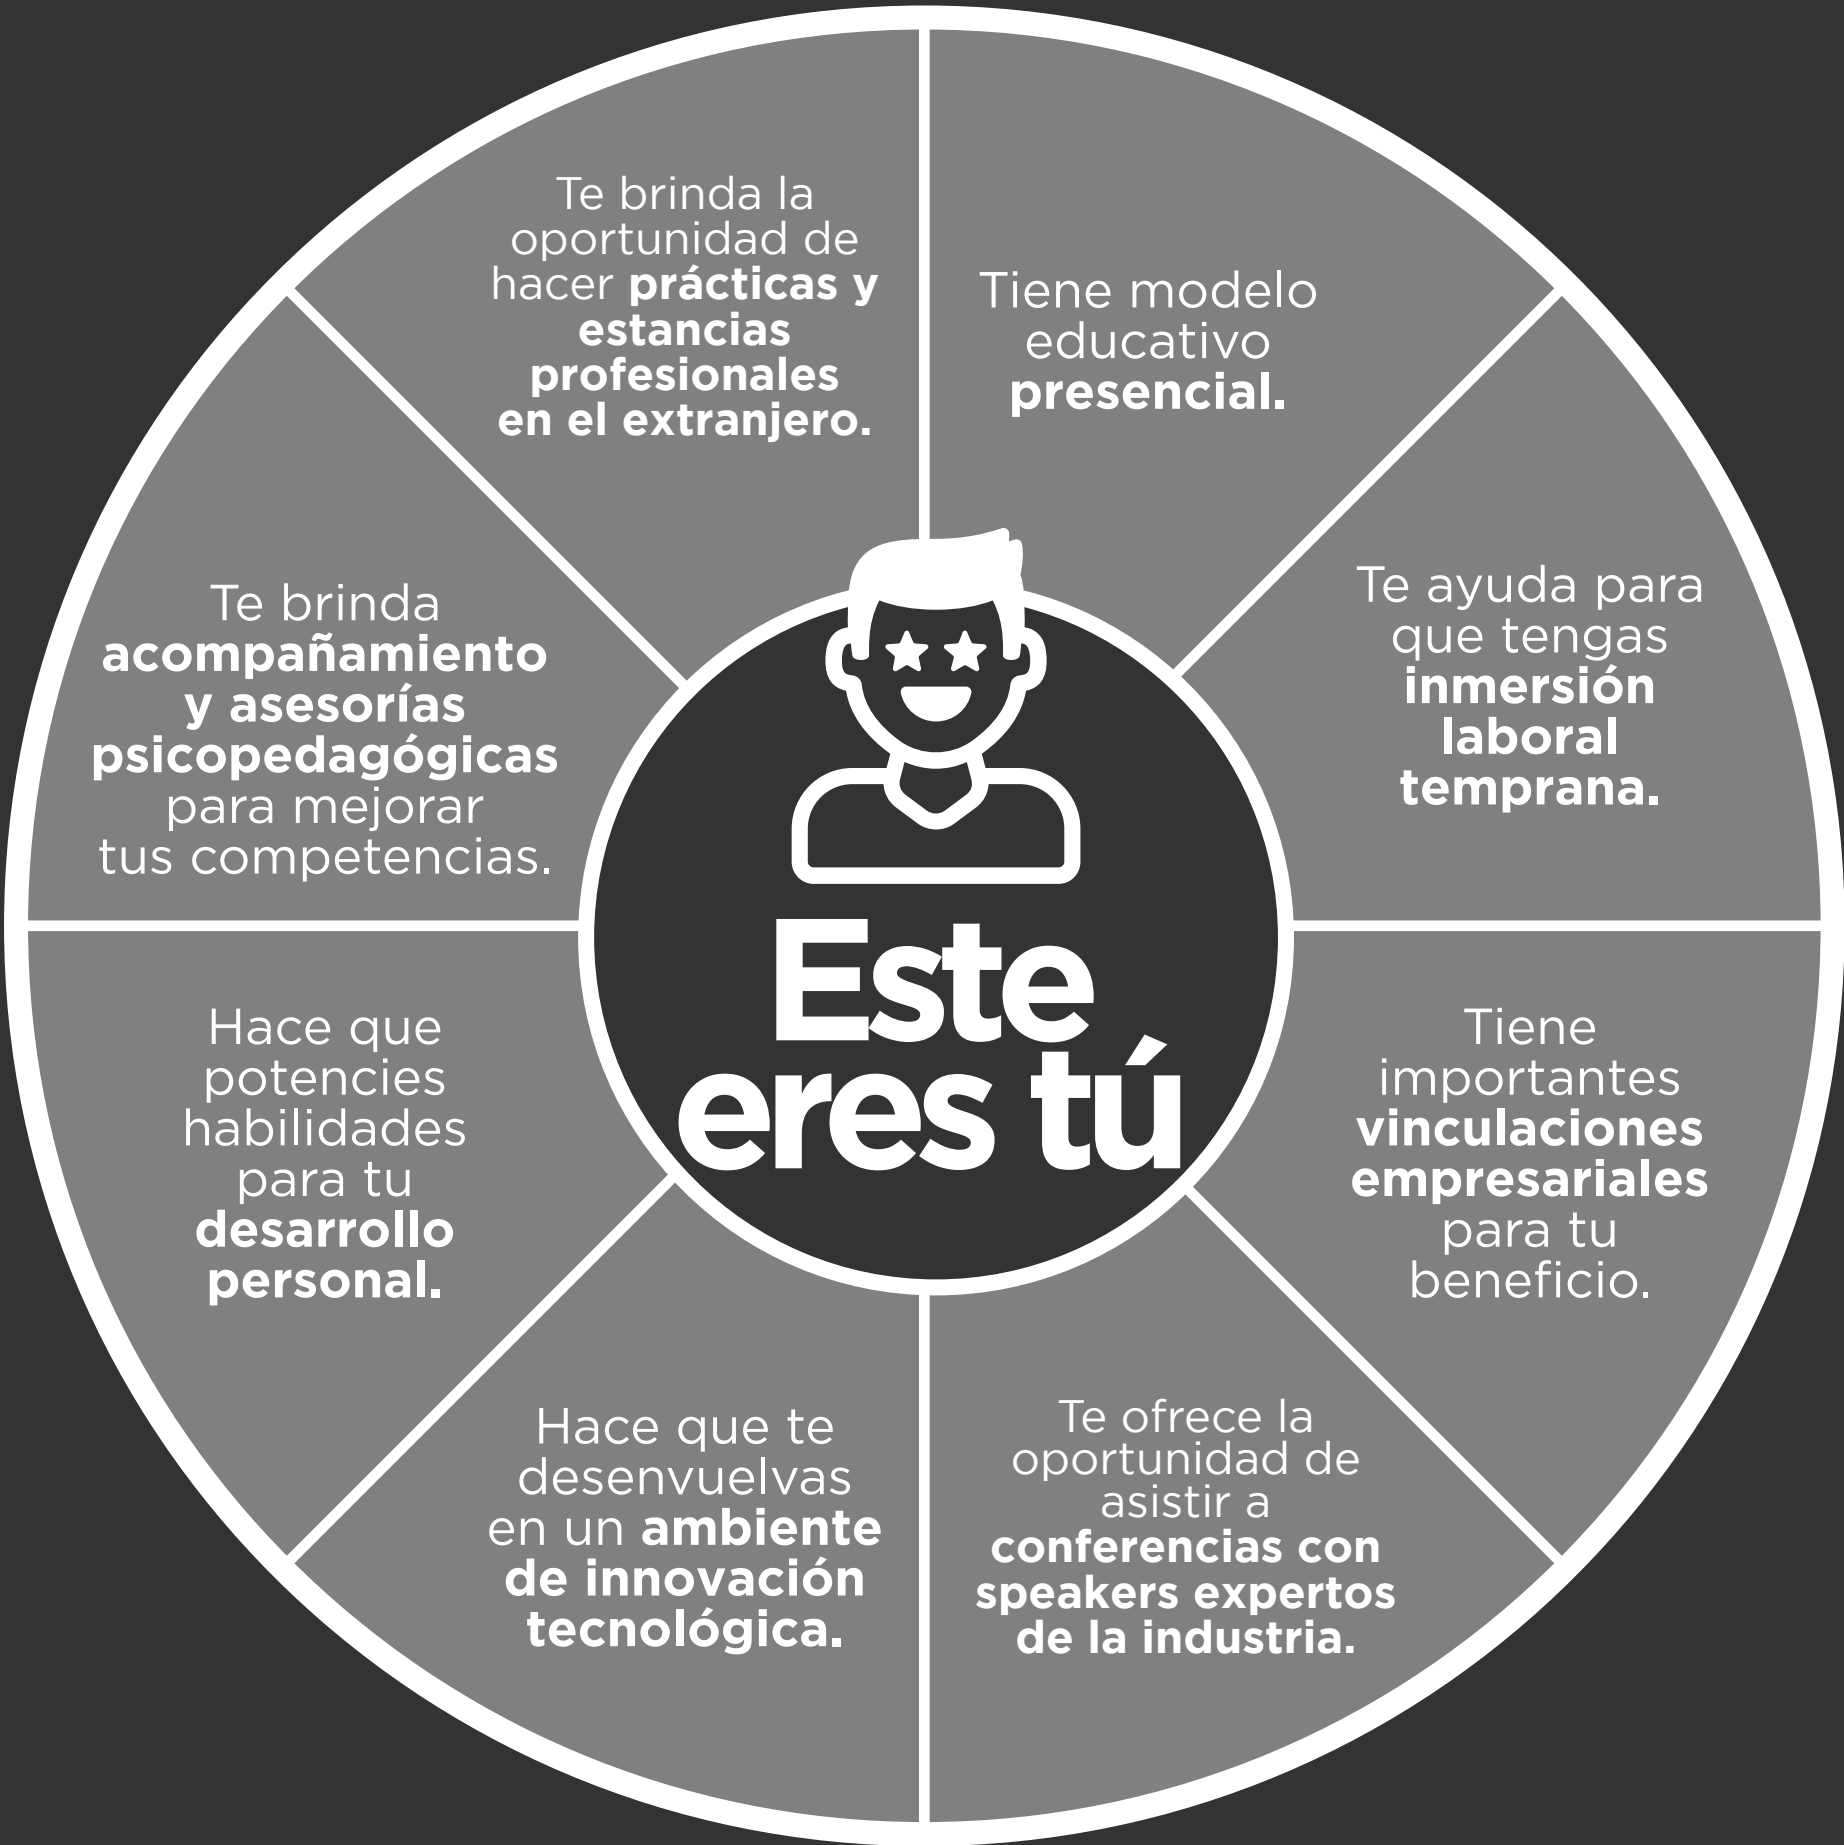 Te brinda la
oportunidad de
hacer prácticas y
estancias
profesionales
en el extranjero.
Tiene modelo
educativo
presencial.
Te ayuda para
que tengas
inmersión
laboral
temprana.
Tiene
importantes
vinculaciones
empresariales
para tu
beneficio.
Te ofrece la
oportunidad de
asistir a
conferencias con
speakers expertos
de la industria.
Hace que te
desenvuelvas
en un ambiente
de innovación
tecnológica.
Hace que
potencies
habilidades
para tu
desarrollo
personal.
Te brinda
acompañamiento
y asesorías
psicopedagógicas
para mejorar
tus competencias.
Este
eres tú